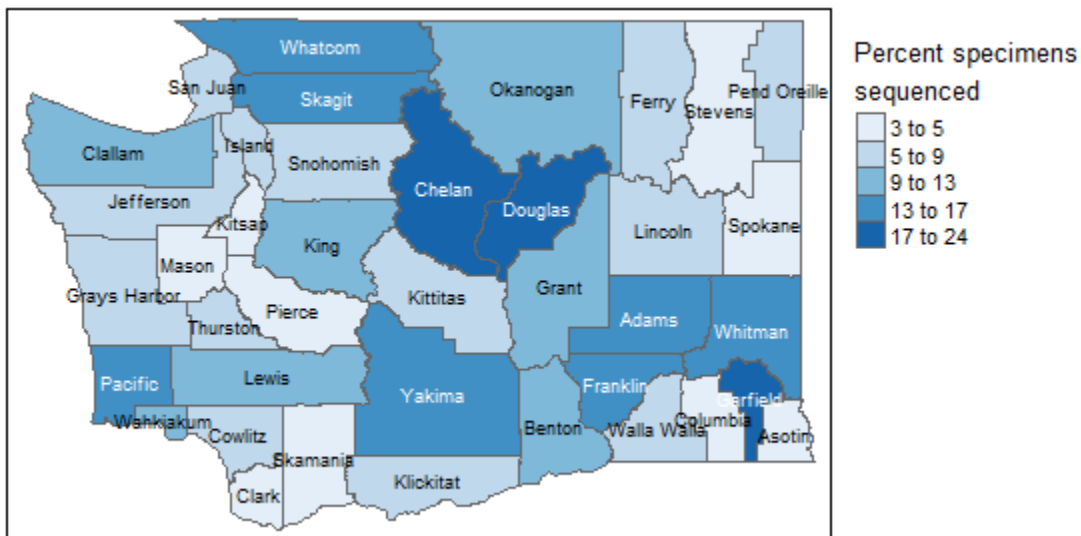 Whatcom
San Juan
Skagit
Okanogan
Ferry
Stevens
Pend Oreille
Clallam
Island
Snohomish
Jefferson
Chelan
Douglas
Kitsap
King
Lincoln
Spokane
Mason
Grays Harbor
Kittitas
Grant
Pierce
Thurston
Adams
Whitman
Pacific
Lewis
Yakima
Franklin
Garfield
Wahkiakum
Cowlitz
Benton
Walla Walla
Columbia
Asotin
Skamania
Klickitat
Clark
Percent specimens
sequenced
3 to 5
5 to 9
9 to 13
13 to 17
17 to 24